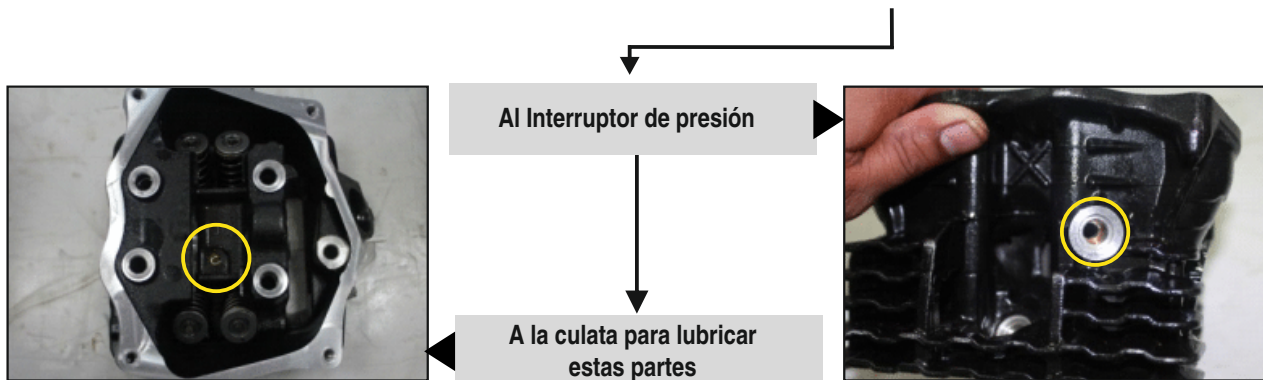 Al Interruptor de presión
A la culata para lubricar
estas partes